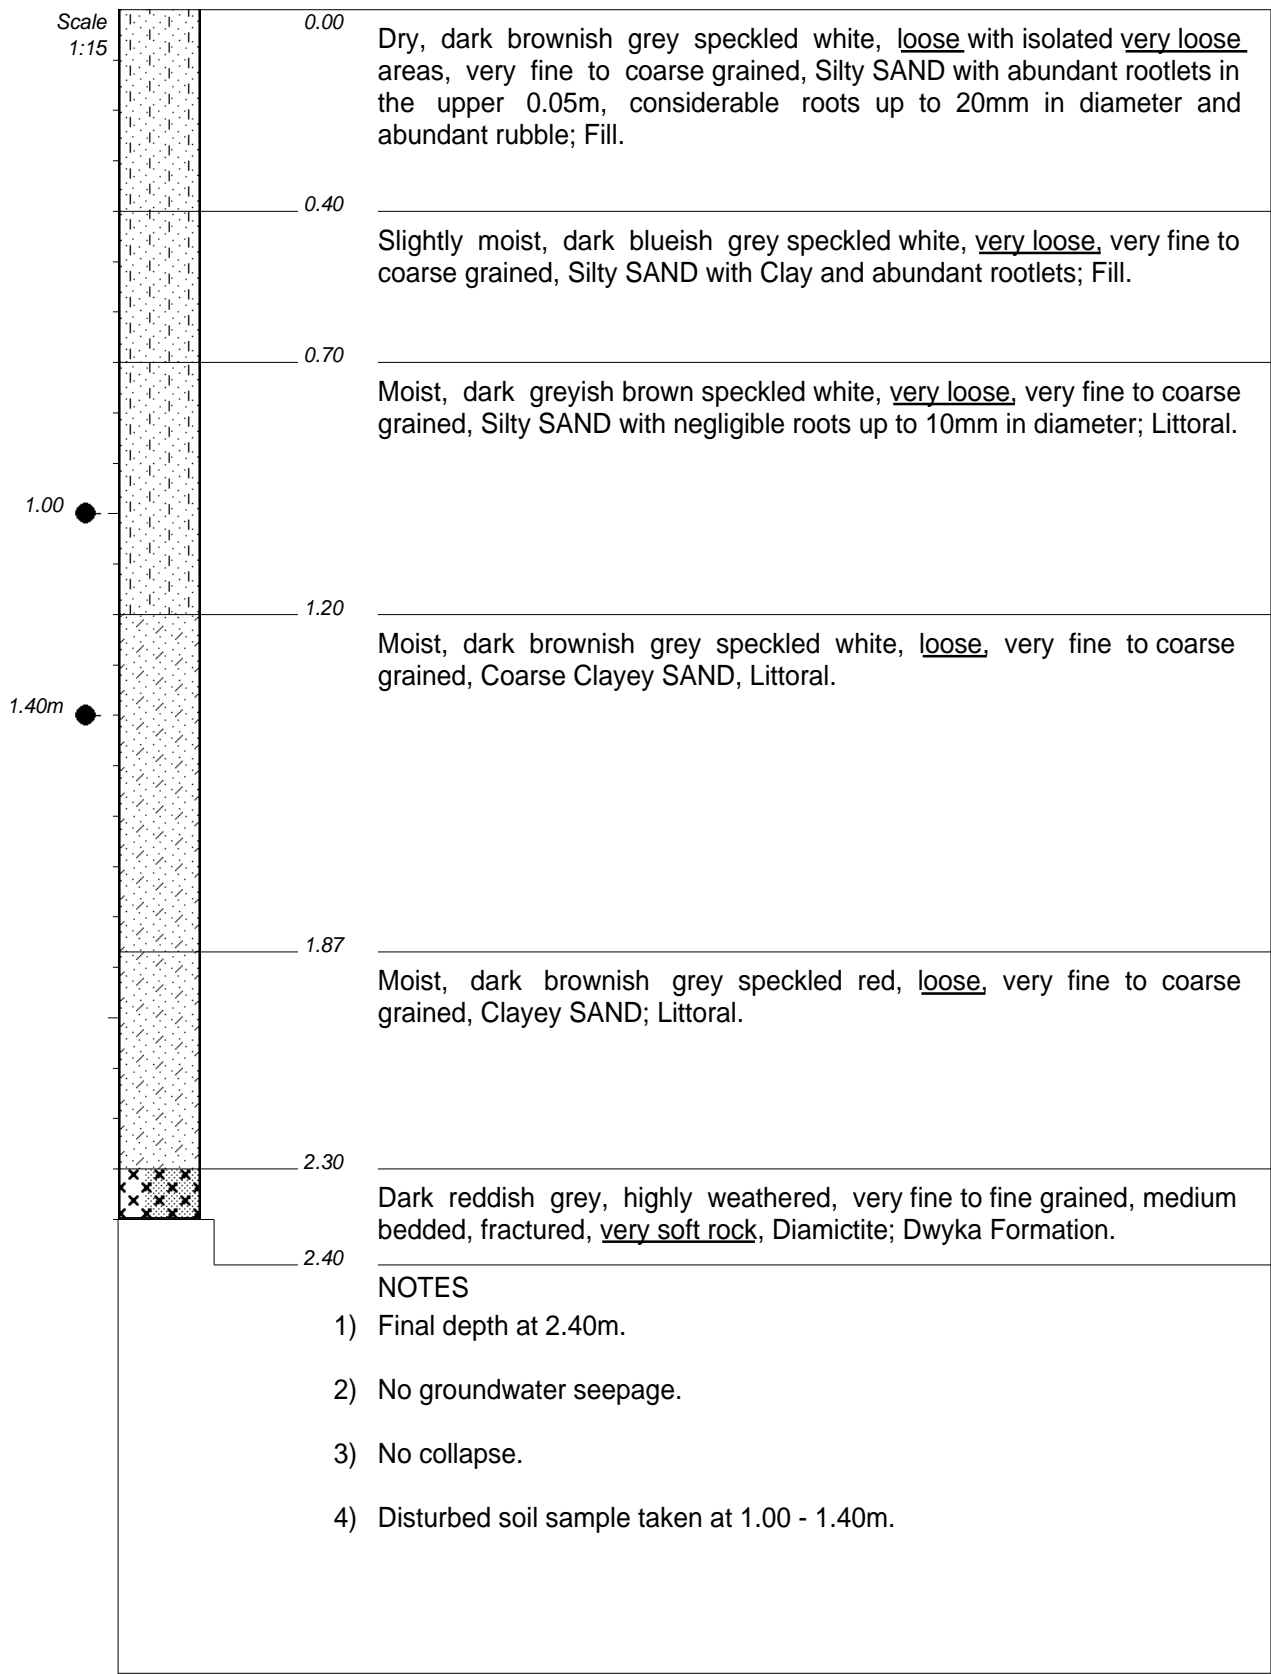 Scale
1:15
0.00
Dry, dark brownish grey speckled white, loose with isolated very loose
areas, very fine to coarse grained, Silty SAND with abundant rootlets in
the upper 0.05m, considerable roots up to 20mm in diameter and
abundant rubble; Fill.
0.40
Slightly moist, dark blueish grey speckled white, very loose, very fine to
coarse grained, Silty SAND with Clay and abundant rootlets; Fill.
0.70
Moist, dark greyish brown speckled white, very loose, very fine to coarse
grained, Silty SAND with negligible roots up to 10mm in diameter; Littoral.
1.00
1.20
Moist, dark brownish grey speckled white, loose, very fine to coarse
grained, Coarse Clayey SAND, Littoral.
1.40m
1.87
Moist, dark brownish grey speckled red, loose, very fine to coarse
grained, Clayey SAND; Littoral.
2.30
Dark reddish grey, highly weathered, very fine to fine grained, medium
bedded, fractured, very soft rock, Diamictite; Dwyka Formation.
2.40
NOTES
1) Final depth at 2.40m.
2) No groundwater seepage.
3) No collapse.
4) Disturbed soil sample taken at 1.00 - 1.40m.